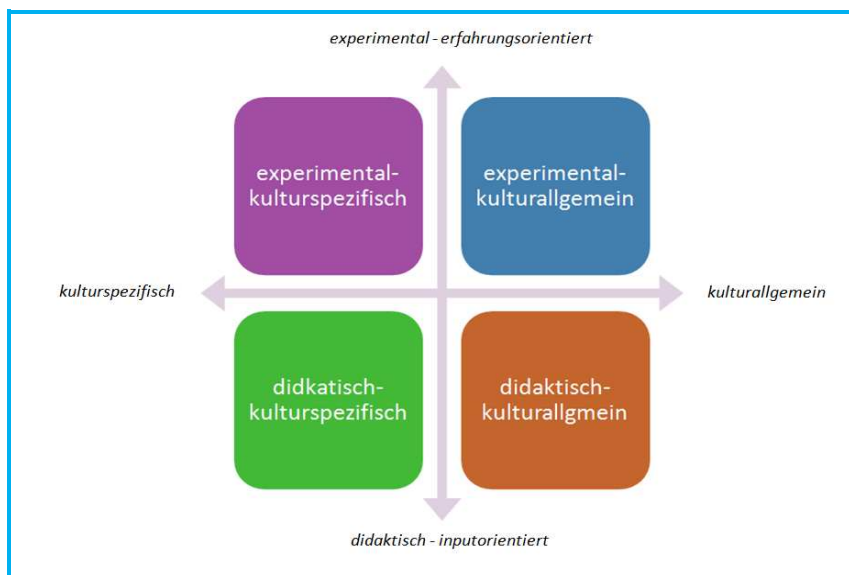 experimental - erfahrungsorientiert
experimental-
kulturspezifisch
experimental-
kulturallgemein
kulturspezifisch
kulturallgemein
didkatisch-
kulturspezifisch
didaktisch-
kulturallgmein
didaktisch - inputorientiert